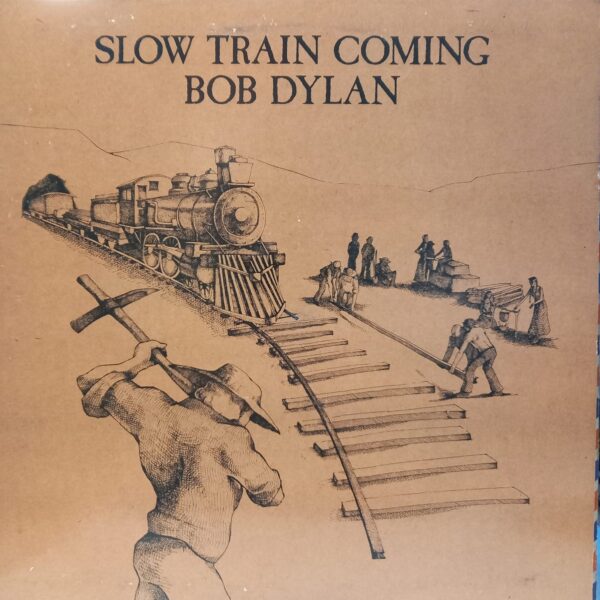 SLOW TRAIN COMING
BOB DYLAN